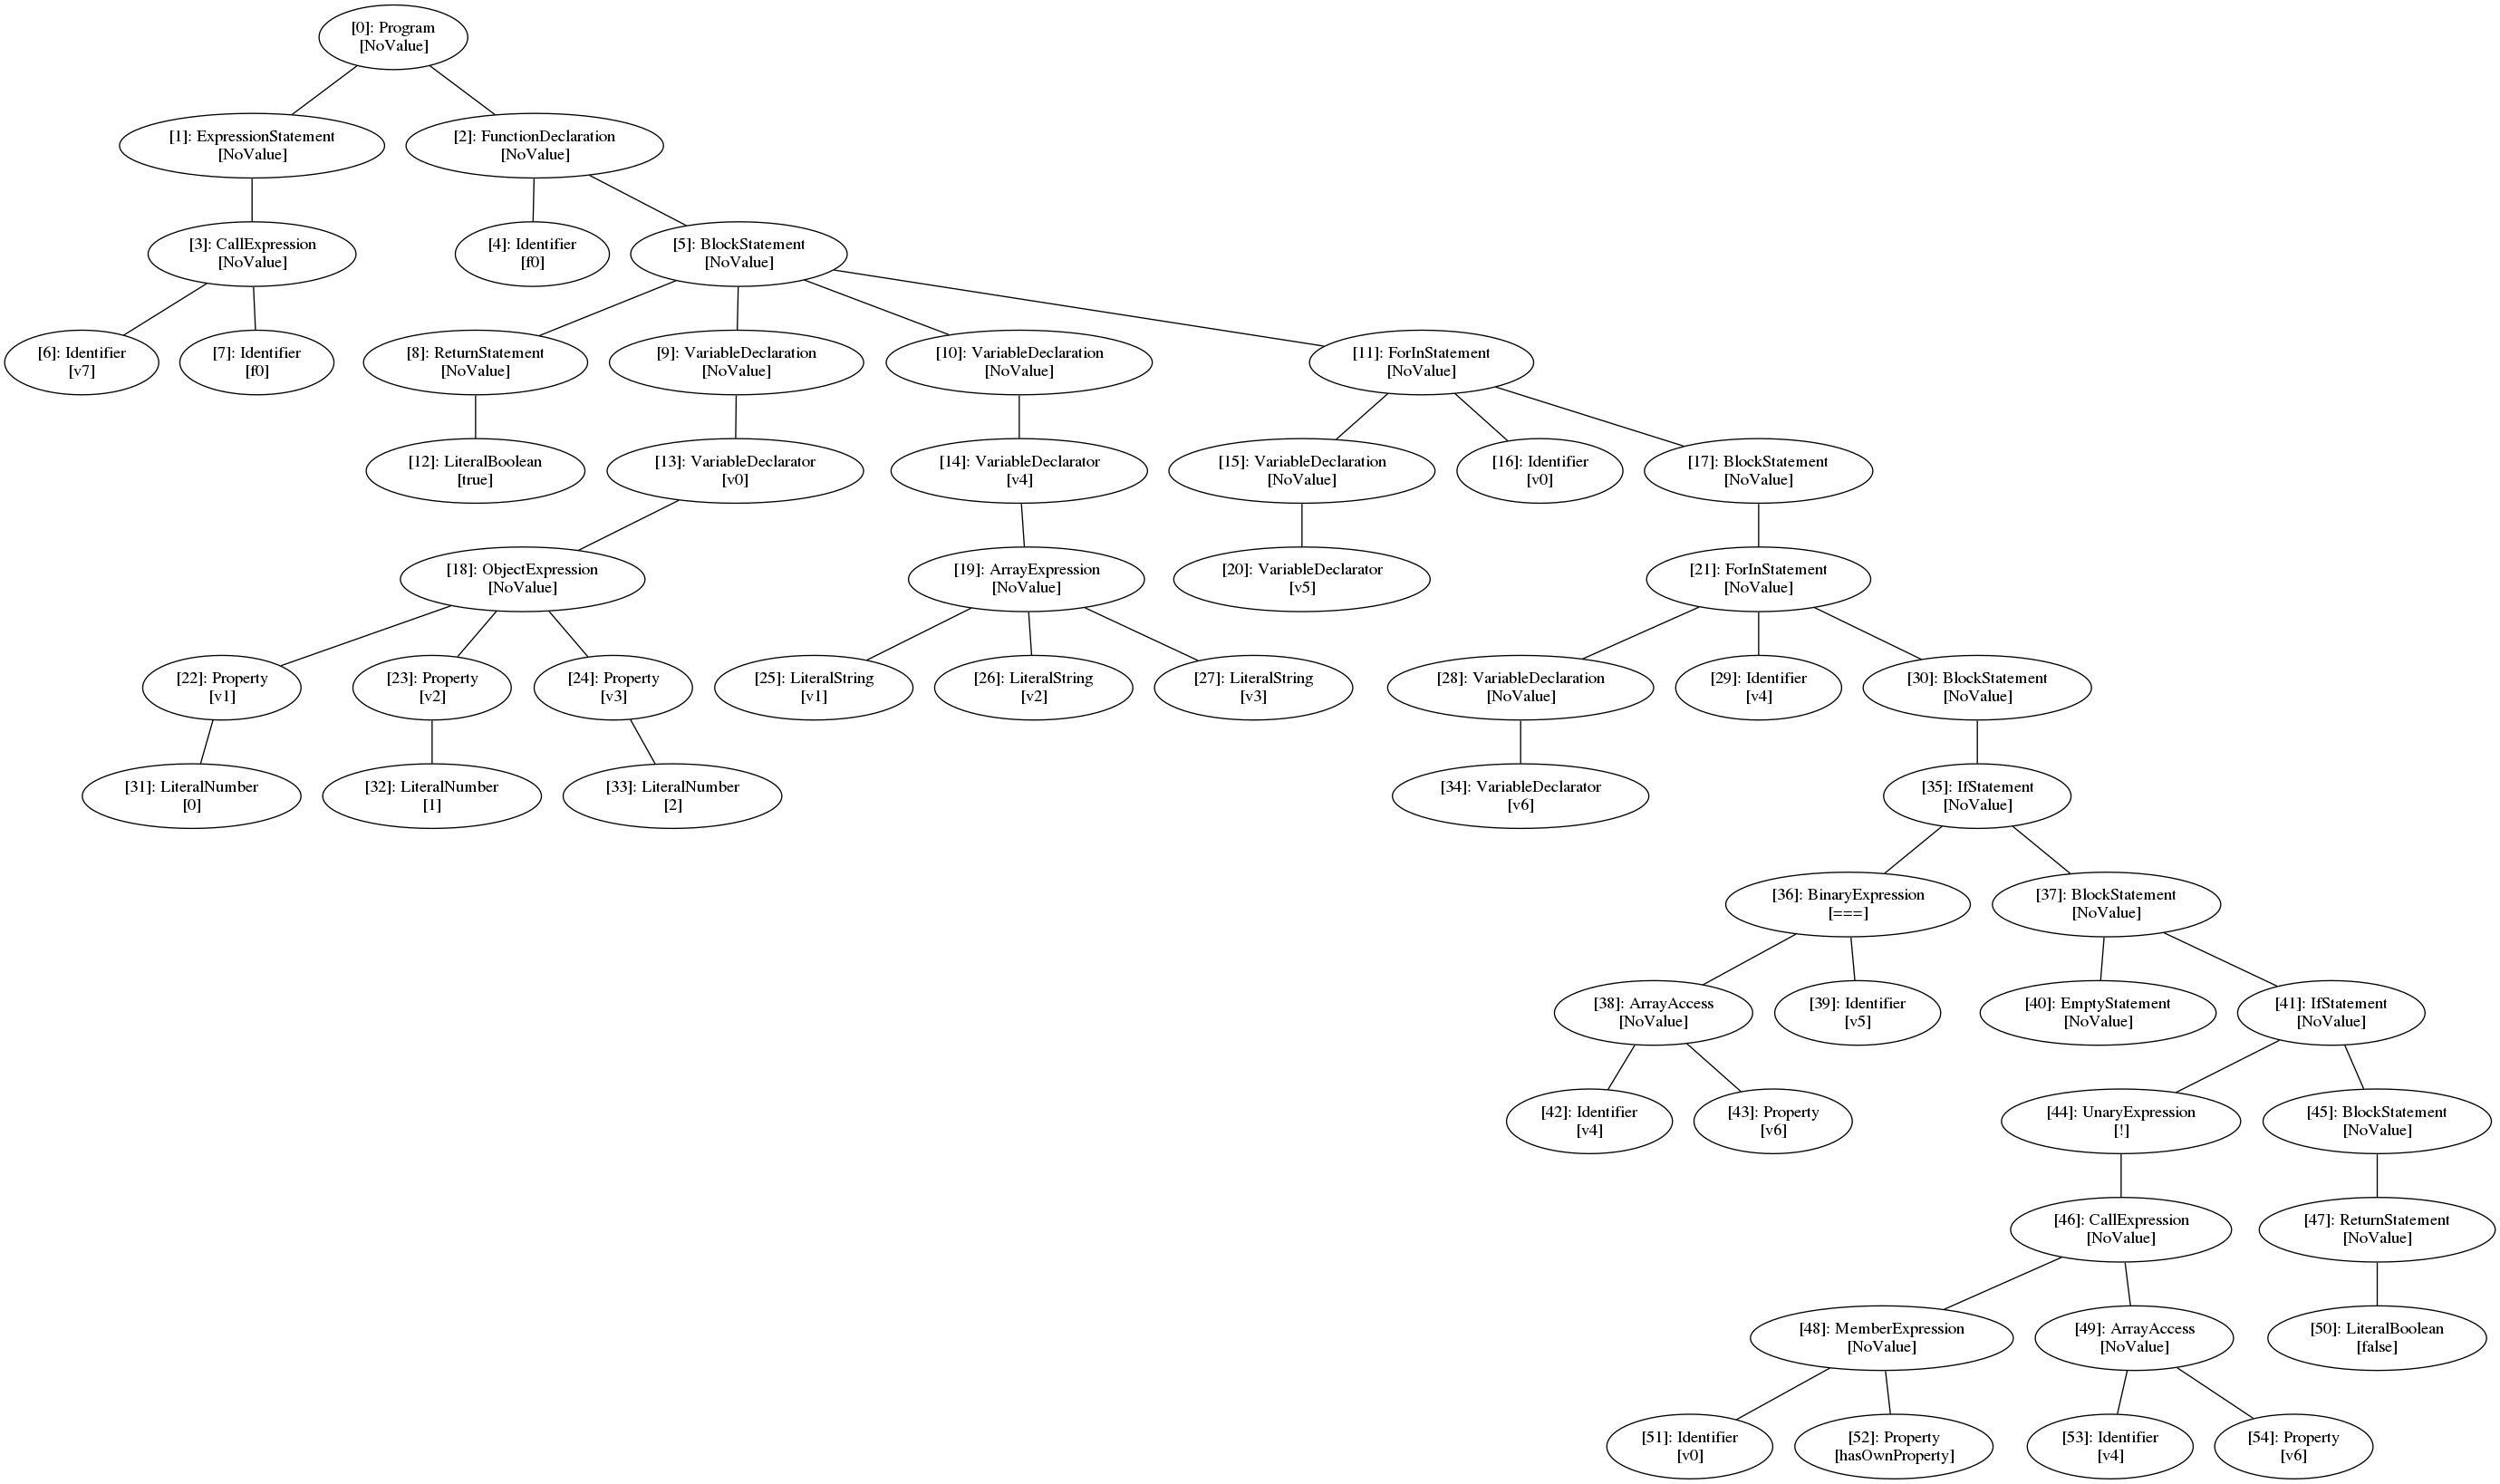 [0]: Program
[NoValue]
[1]: ExpressionStatement
[NoValue]
[2]: FunctionDeclaration
[NoValue]
[3]: CallExpression
[NoValue]
[4]: Identifier
[f0]
[5]: BlockStatement
[NoValue]
[6]: Identifier
[v7]
[7]: Identifier
[f0]
[8]: ReturnStatement
[NoValue]
[9]: VariableDeclaration
[NoValue]
[10]: VariableDeclaration
[NoValue]
[11]: ForInStatement
[NoValue]
[12]: LiteralBoolean
[true]
[13]: VariableDeclarator
[v0]
[14]: VariableDeclarator
[v4]
[15]: VariableDeclaration
[NoValue]
[16]: Identifier
[v0]
[17]: BlockStatement
[NoValue]
[18]: ObjectExpression
[NoValue]
[19]: ArrayExpression
[NoValue]
[20]: VariableDeclarator
[v5]
[21]: ForInStatement
[NoValue]
[22]: Property
[v1]
[23]: Property
[v2]
[24]: Property
[v3]
[25]: LiteralString
[v1]
[26]: LiteralString
[v2]
[27]: LiteralString
[v3]
[28]: VariableDeclaration
[NoValue]
[29]: Identifier
[v4]
[30]: BlockStatement
[NoValue]
[31]: LiteralNumber
[0]
[32]: LiteralNumber
[1]
[33]: LiteralNumber
[2]
[34]: VariableDeclarator
[v6]
[35]: IfStatement
[NoValue]
[36]: BinaryExpression
[===]
[37]: BlockStatement
[NoValue]
[38]: ArrayAccess
[NoValue]
[39]: Identifier
[v5]
[40]: EmptyStatement
[NoValue]
[41]: IfStatement
[NoValue]
[42]: Identifier
[v4]
[43]: Property
[v6]
[44]: UnaryExpression
[!]
[45]: BlockStatement
[NoValue]
[46]: CallExpression
[NoValue]
[47]: ReturnStatement
[NoValue]
[48]: MemberExpression
[NoValue]
[49]: ArrayAccess
[NoValue]
[50]: LiteralBoolean
[false]
[51]: Identifier
[v0]
[52]: Property
[hasOwnProperty]
[53]: Identifier
[v4]
[54]: Property
[v6]